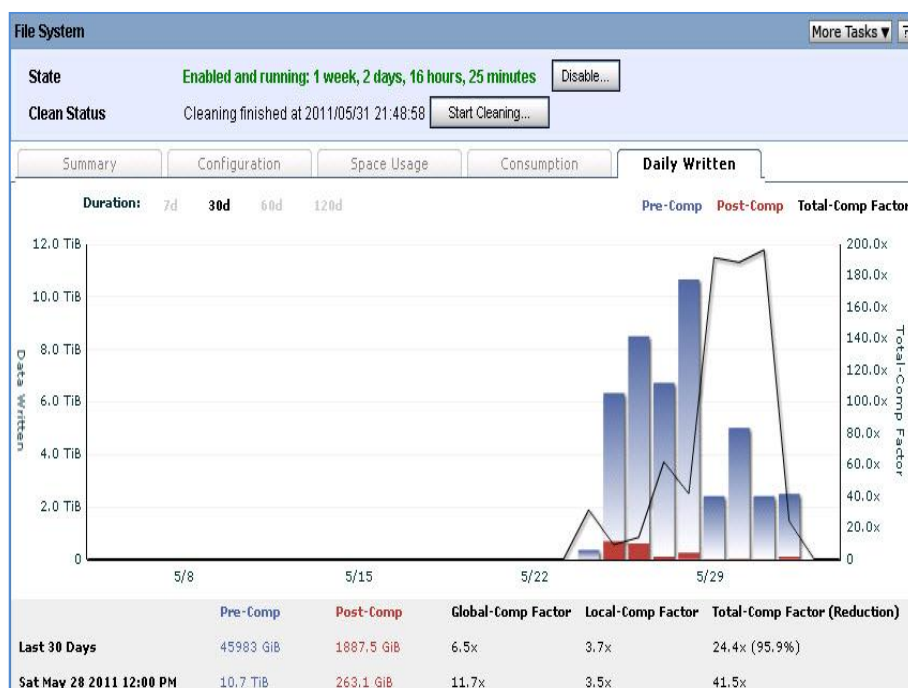 File System
More Tasks ▼ ?
State Enabled and running: 1 week, 2 days, 16 hours, 25 minutes Disable...
Clean Status Cleaning finished at 2011/05/31 21:48:58 Start Cleaning...
Summary Configuration Space Usage Consumption Daily Written
Duration: 7d 30d 60d 120d Pre-Comp Post-Comp Total-Comp Factor
12.0 TiB 200.0x
180.0x
10.0 TiB 160.0x
8.0 TiB 140.0x
120.0x
6.0 TiB 100.0x
80.0x
4.0 TiB 60.0x
2.0 TiB 40.0x
20.0x
0 0
Data Written
Total-Comp Factor
5/8 5/15 5/22 5/29
Pre-Comp Post-Comp Global-Comp Factor Local-Comp Factor Total-Comp Factor (Reduction)
Last 30 Days 45983 GiB 1887.5 GiB 6.5x 3.7x 24.4x (95.9%)
Sat May 28 2011 12:00 PM 10.7 TiB 263.1 GiB 11.7x 3.5x 41.5x